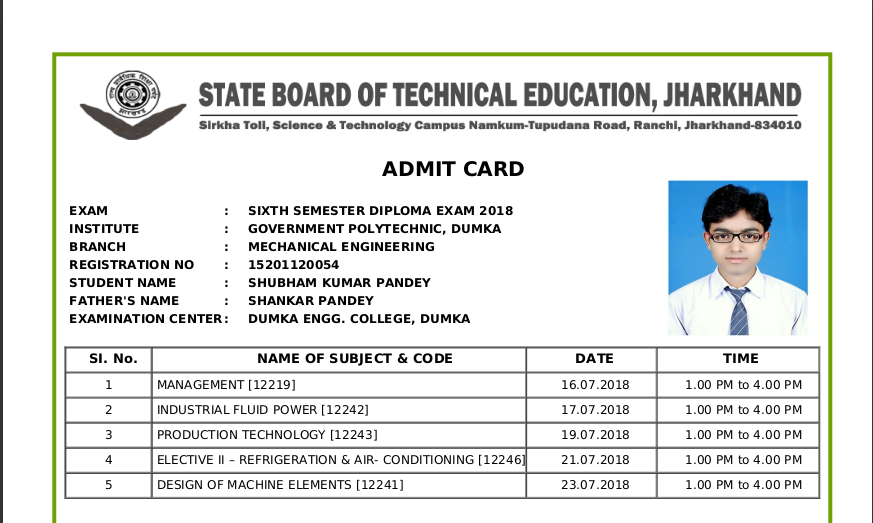 STATE BOARD OF TECHNICAL EDUCATION, JHARKHAND
Sirkha Toli, Science & Technology Campus Namkum-Tupudana Road, Ranchi, Jharkhand-834010
ADMIT CARD
EXAM : SIXTH SEMESTER DIPLOMA EXAM 2018
INSTITUTE : GOVERNMENT POLYTECHNIC, DUMKA
BRANCH : MECHANICAL ENGINEERING
REGISTRATION NO : 15201120054
STUDENT NAME : SHUBHAM KUMAR PANDEY
FATHER'S NAME : SHANKAR PANDEY
EXAMINATION CENTER: DUMKA ENGG. COLLEGE, DUMKA
SI. No. NAME OF SUBJECT & CODE DATE TIME
1 MANAGEMENT [12219] 16.07.2018 1.00 PM to 4.00 PM
2 INDUSTRIAL FLUID POWER [12242] 17.07.2018 1.00 PM to 4.00 PM
3 PRODUCTION TECHNOLOGY [12243] 19.07.2018 1.00 PM to 4.00 PM
4 ELECTIVE II – REFRIGERATION & AIR- CONDITIONING [12246] 21.07.2018 1.00 PM to 4.00 PM
5 DESIGN OF MACHINE ELEMENTS [12241] 23.07.2018 1.00 PM to 4.00 PM